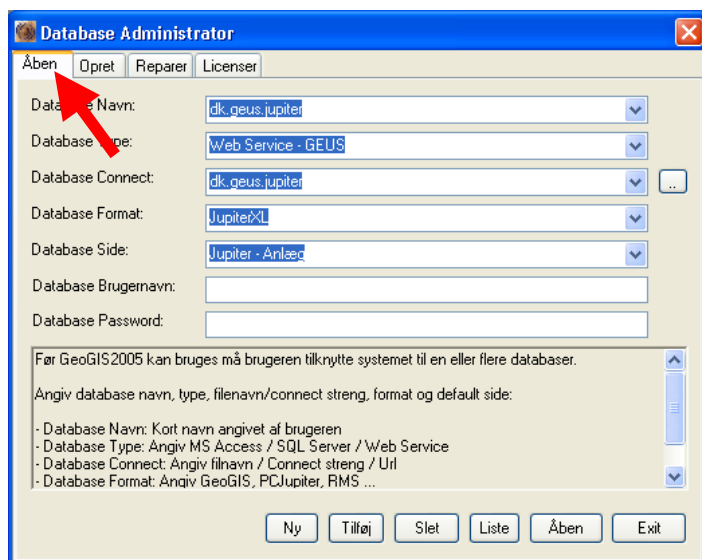 Database Administrator
Åben Opret Reparer Licenser
Database Navn: dk.geus.jupiter
Database Type: Web Service - GEUS
Database Connect: dk.geus.jupiter ..
Database Format: JupiterXL
Database Side: Jupiter - Anlæg
Database Brugernavn:
Database Password:
Før GeoGIS2005 kan bruges må brugeren tilknytte systemet til en eller flere databaser.
Angiv database navn, type, filenavn/connect streng, format og default side:
- Database Navn: Kort navn angivet af brugeren
- Database Type: Angiv MS Access / SQL Server / Web Service
- Database Connect: Angiv filnavn / Connect streng / Url
- Database Format: Angiv GeoGIS, PCJupiter, RMS ...
Ny Tilføj Slet Liste Åben Exit